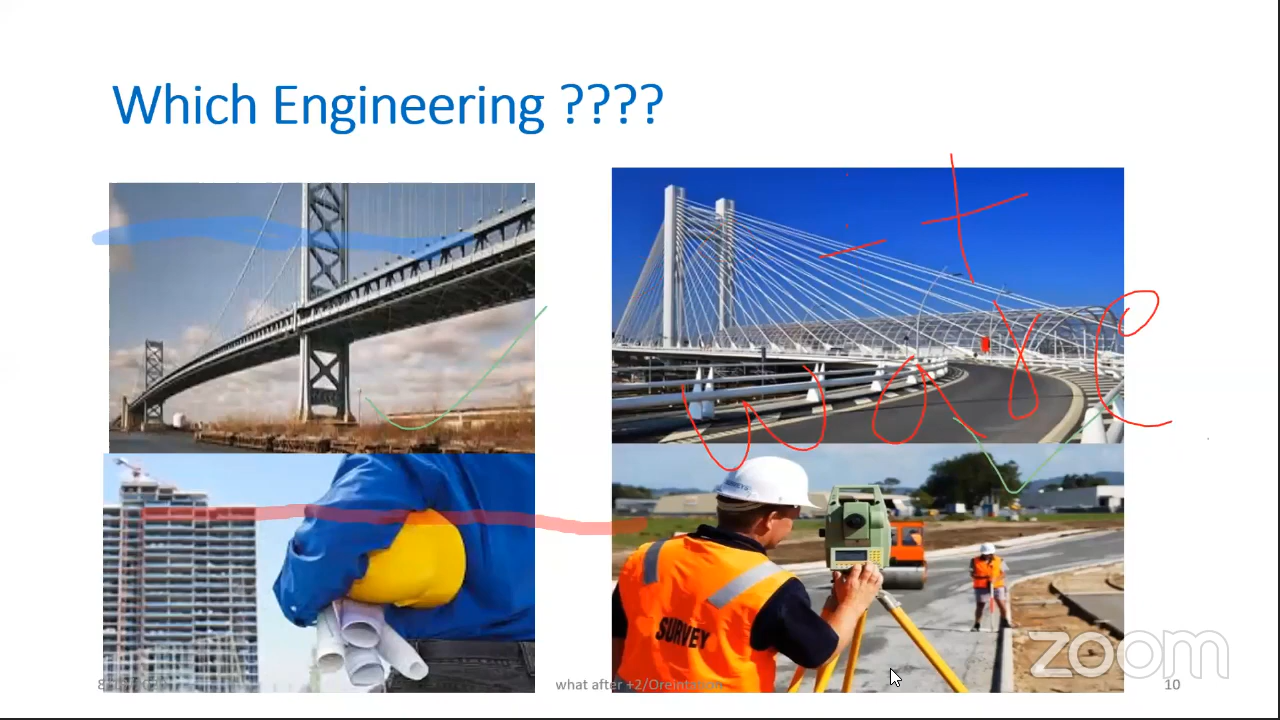 Which Engineering ????
SURVEY
zoom
what after +2/Oreintation
10